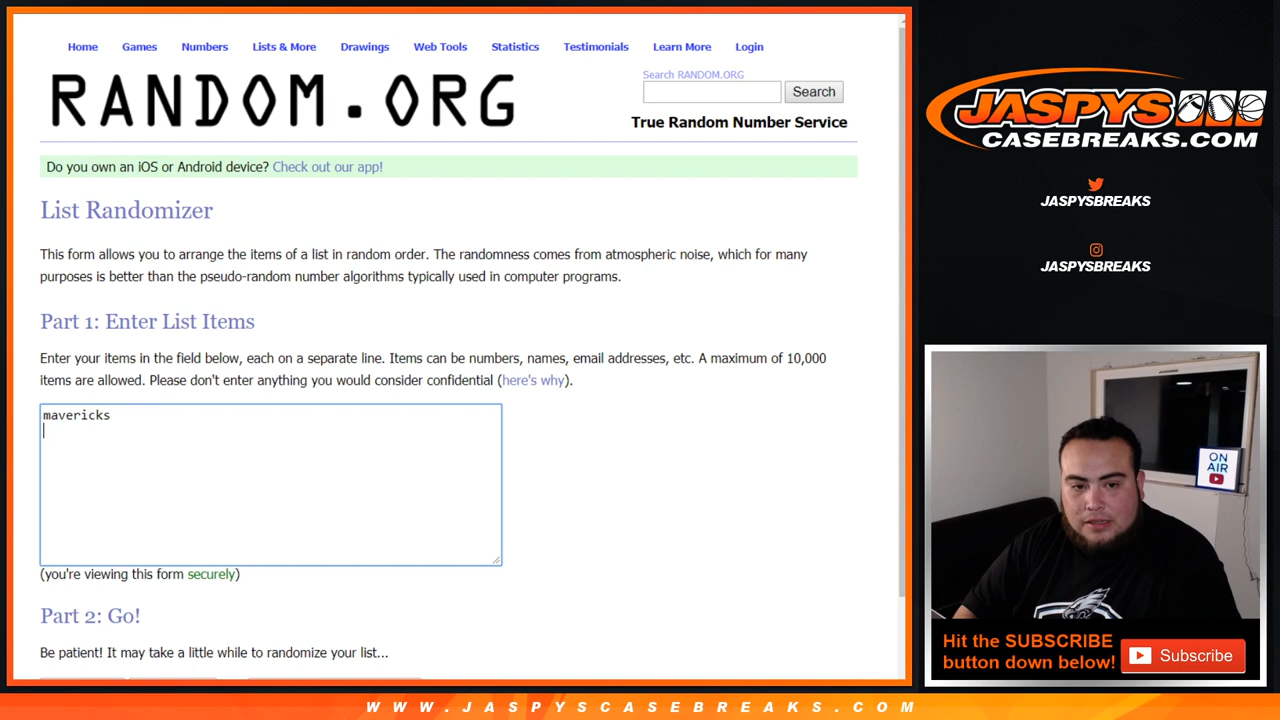 Home Games Numbers Lists & More Drawings Web Tools Statistics Testimonials Learn More Login
RANDOM.ORG
Search RANDOM.ORG
Search
True Random Number Service
Do you own an iOS or Android device? Check out our app!
List Randomizer
This form allows you to arrange the items of a list in random order. The randomness comes from atmospheric noise, which for many
purposes is better than the pseudo-random number algorithms typically used in computer programs.
Part 1: Enter List Items
Enter your items in the field below, each on a separate line. Items can be numbers, names, email addresses, etc. A maximum of 10,000
items are allowed. Please don't enter anything you would consider confidential (here's why).
mavericks
(you're viewing this form securely)
Part 2: Go!
Be patient! It may take a little while to randomize your list...
JASPYS
CASEBREAKS.COM
JASPYSBREAKS
JASPYSBREAKS
ON
AIR
Hit the SUBSCRIBE
button down below!
Subscribe
WWW.JASPYSCASEBREAKS.COM